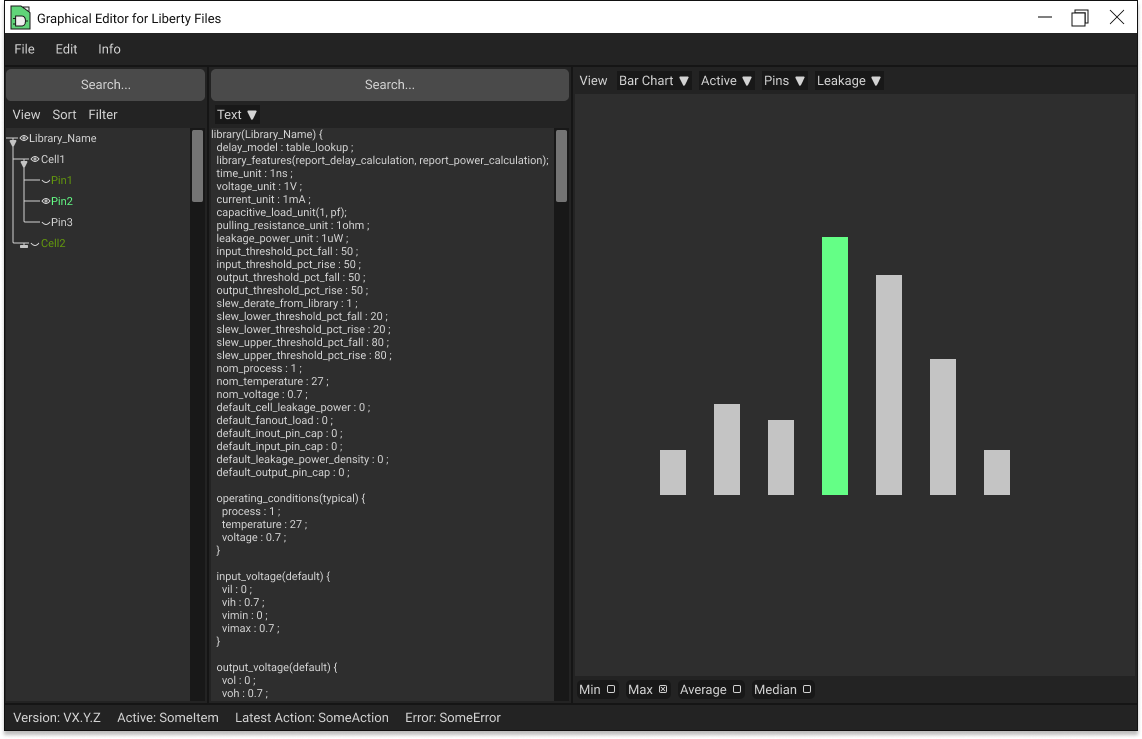 Graphical Editor for Liberty Files
File Edit Info
Search...
View Sort Filter
Library_Name
Cell1
Pin1
Pin2
Pin3
Cell2
Search...
Text ▼
library(Library_Name) {
delay_model : table_lookup ;
library_features(report_delay_calculation, report_power_calculation);
time_unit : 1ns ;
voltage_unit : 1V ;
current_unit : 1mA ;
capacitive_load_unit(1, pf);
pulling_resistance_unit : 1ohm ;
leakage_power_unit : 1uW ;
input_threshold_pct_fall : 50 ;
input_threshold_pct_rise : 50 ;
output_threshold_pct_fall : 50 ;
output_threshold_pct_rise : 50 ;
slew_derate_from_library : 1 ;
slew_lower_threshold_pct_fall : 20 ;
slew_lower_threshold_pct_rise : 20 ;
slew_upper_threshold_pct_fall : 80 ;
slew_upper_threshold_pct_rise : 80 ;
nom_process : 1 ;
nom_temperature : 27 ;
nom_voltage : 0.7 ;
default_cell_leakage_power : 0 ;
default_fanout_load : 0 ;
default_inout_pin_cap : 0 ;
default_input_pin_cap : 0 ;
default_leakage_power_density : 0 ;
default_output_pin_cap : 0 ;
operating_conditions(typical) {
process : 1 ;
temperature : 27 ;
voltage : 0.7 ;
}
input_voltage(default) {
vil : 0 ;
vih : 0.7 ;
vimin : 0 ;
vimax : 0.7 ;
}
output_voltage(default) {
vol : 0 ;
voh : 0.7 ;
View Bar Chart ▼ Active ▼ Pins ▼ Leakage ▼
Min Max Average Median
Version: VX.Y.Z Active: SomeItem Latest Action: SomeAction Error: SomeError